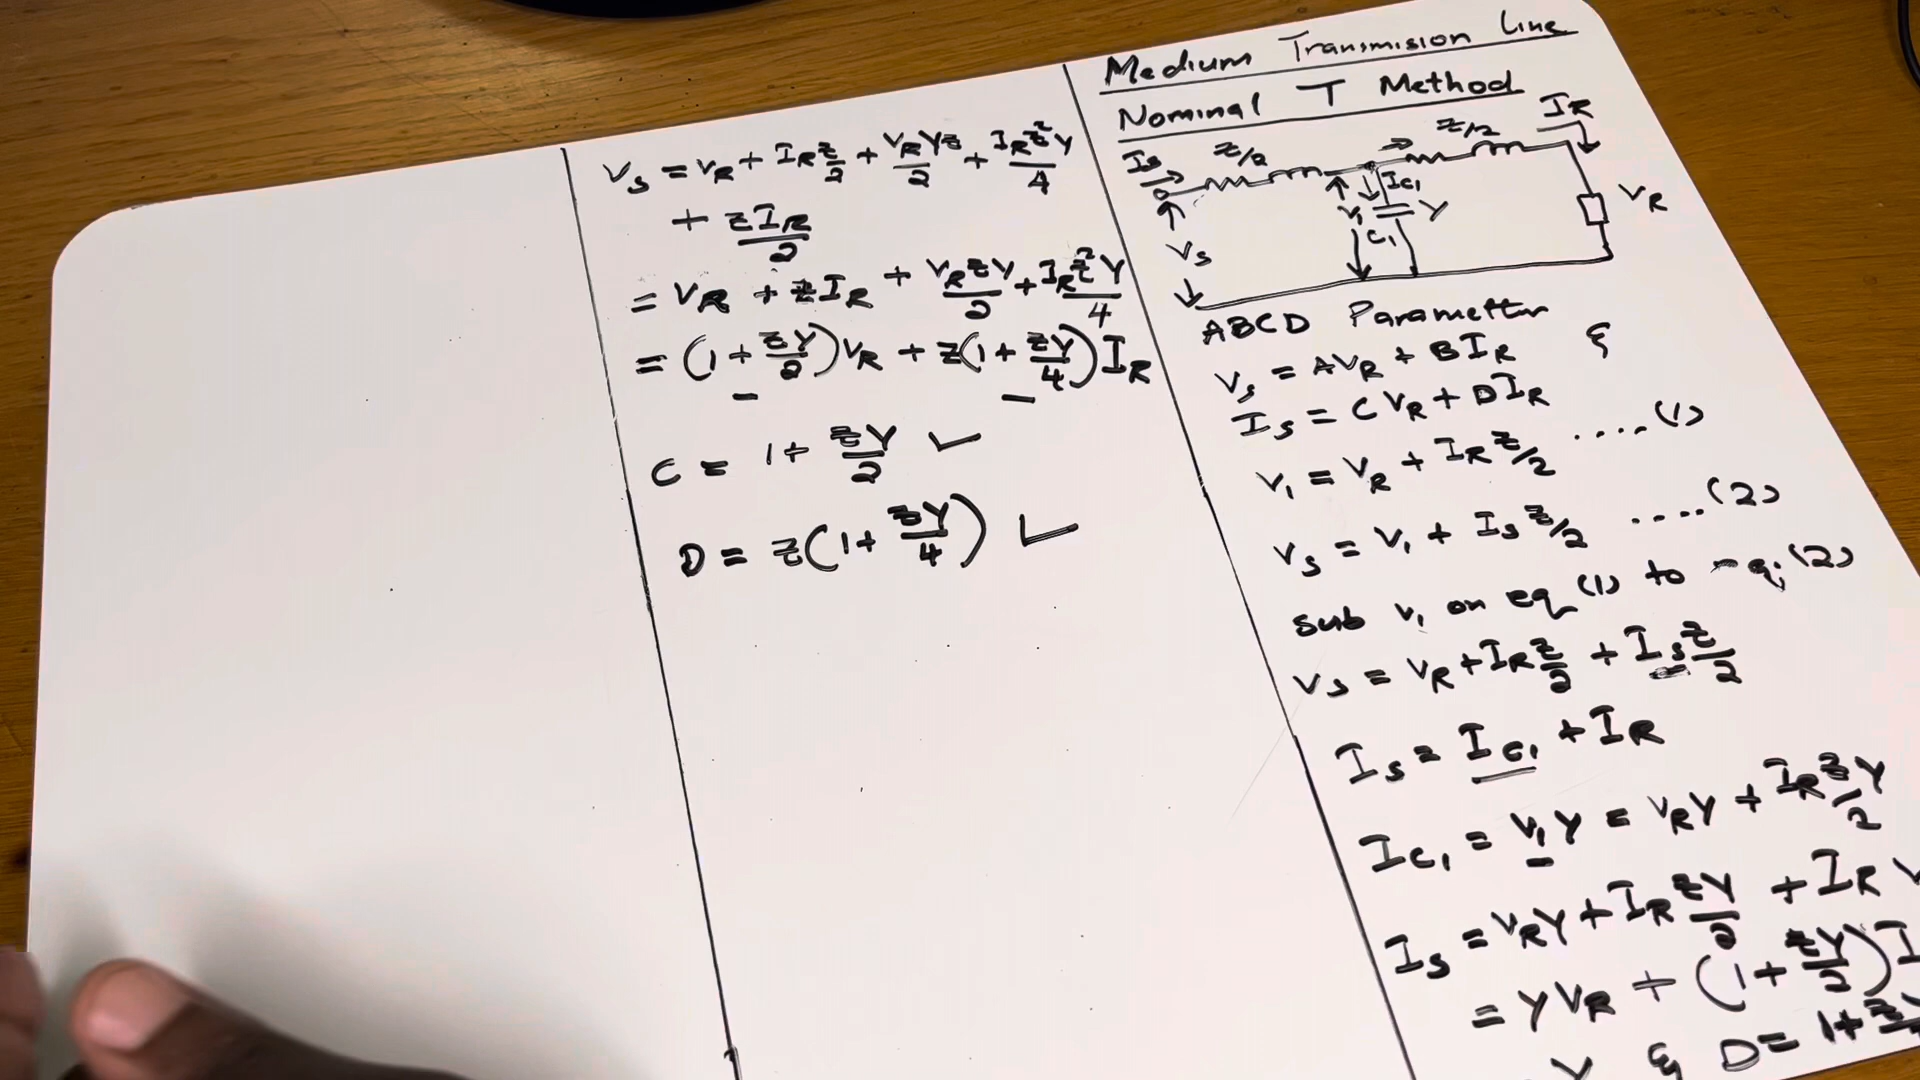 Medium Transmision Line
Nominal T Method
Is z/2 z/2 IR
Ic1
V1 Y
C1
Vs
VR
ABCD
Vs = AVR + BIR &
Is = CVR + DIR
V1 = VR + IR z/2 ....(1)
Vs = V1 + Is z/2 ....(2)
Sub V1 on eq (1) to eq. (2)
Vs = VR + IR z/2 + Is z/2
Is = Ic1 + IR
Ic1 = V1Y = VRY + IR zY/2
Is = VRY + IR zY/2 + IR
= YVR + (1 + zY/2) I
Y & D = 1 + zY
Vs = VR + IR z/2 + VRYz/2 + IRz²Y/4
+ zIR/2
= VR + zIR + VRzY/2 + IRz²Y/4
= (1 + zY/2)VR + z(1 + zY/4)IR
C = 1 + zY/2 ✓
D = z(1 + zY/4) ✓